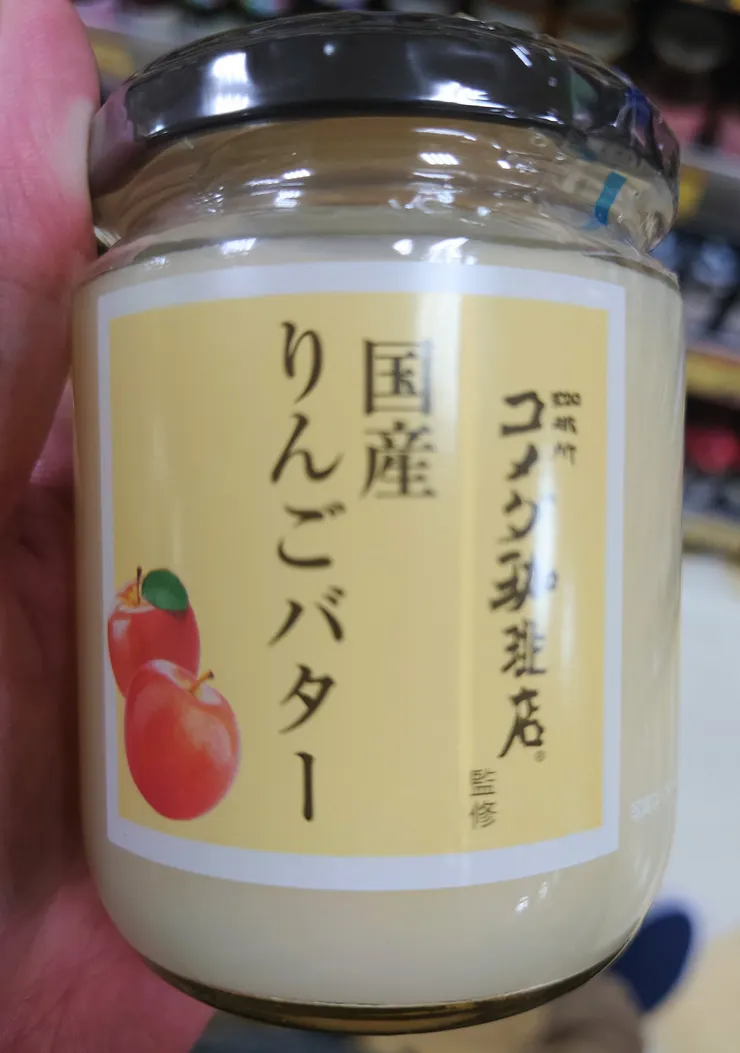 珈琲所
コメダ珈琲店
監修
国産
りんごバター